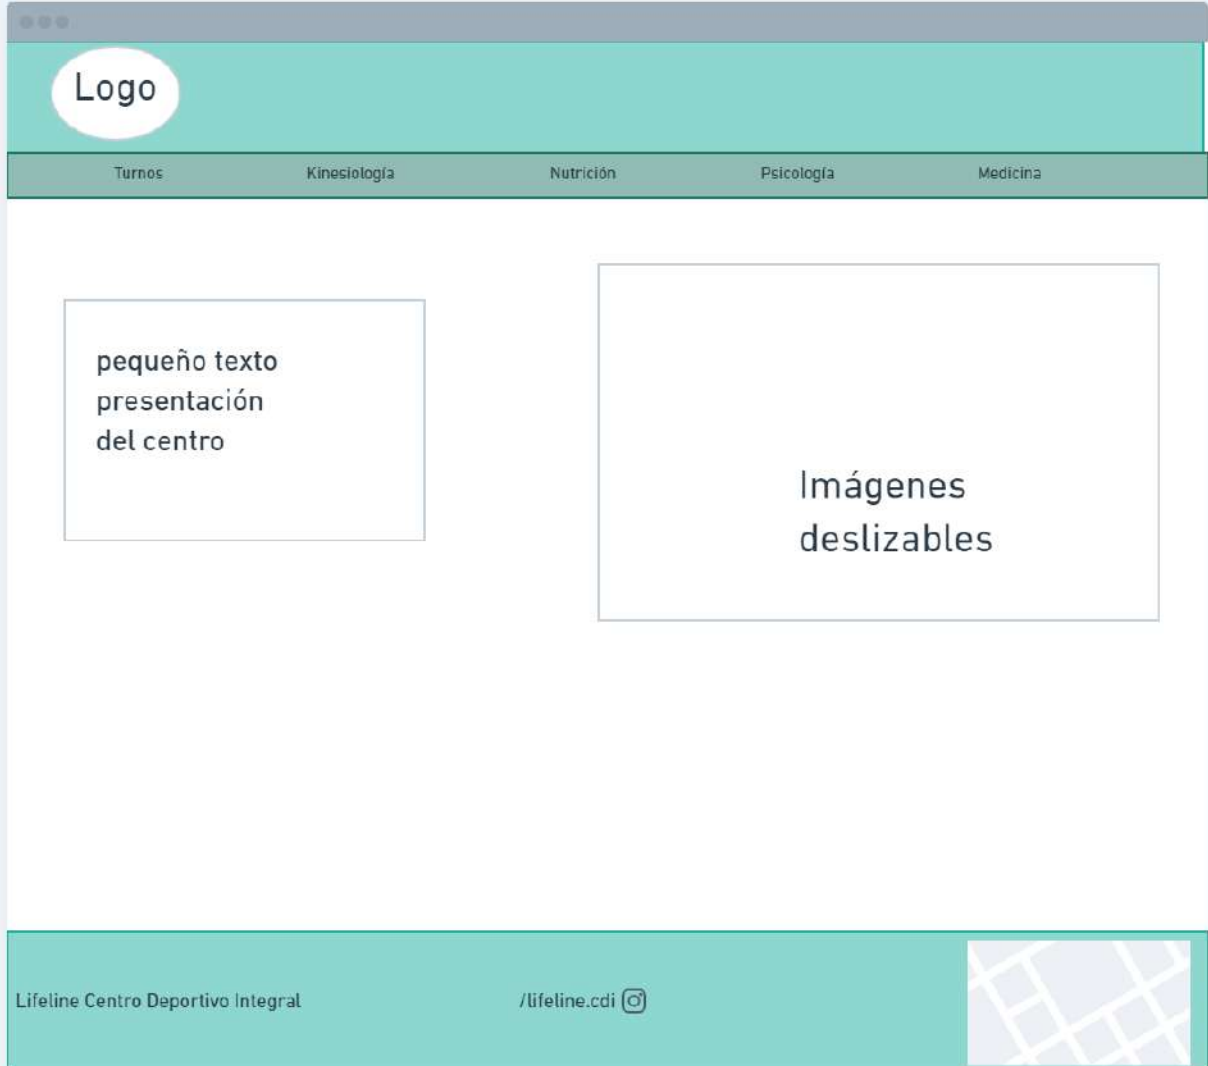 Logo
Turnos Kinesiología Nutrición Psicología Medicina
pequeño texto
presentación
del centro
Imágenes
deslizables
Lifeline Centro Deportivo Integral /lifeline.cdi